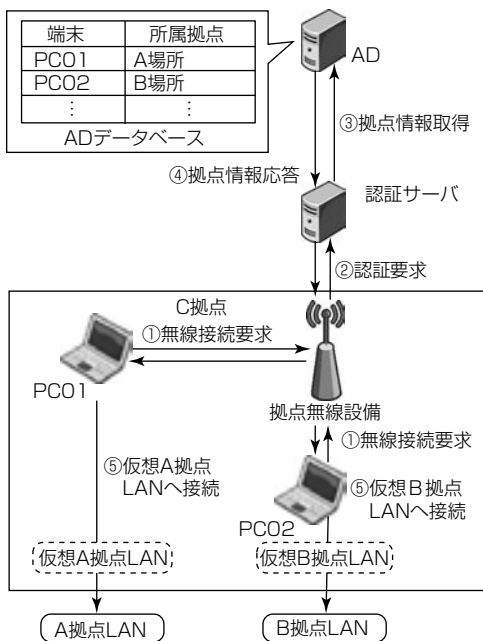 端末 所属拠点
PC01 A場所
PC02 B場所
⋮ ⋮
ADデータベース
AD
③拠点情報取得
④拠点情報応答
認証サーバ
②認証要求
C拠点
①無線接続要求
PC01
拠点無線設備
①無線接続要求
⑤仮想A拠点
LANへ接続
⑤仮想B拠点
LANへ接続
PC02
仮想A拠点LAN
仮想B拠点LAN
A拠点LAN
B拠点LAN